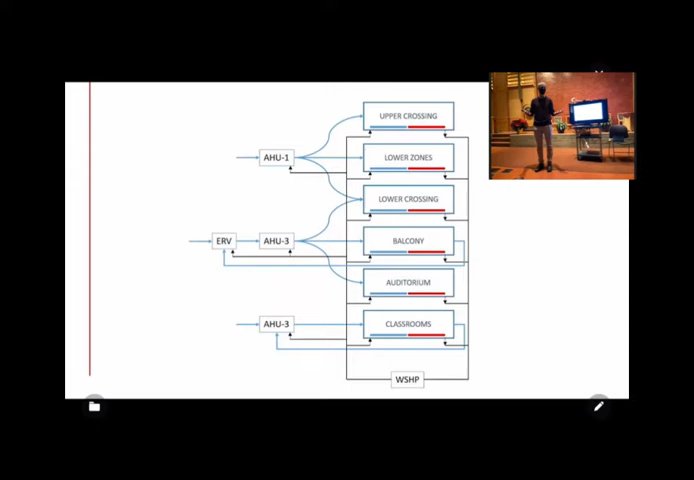 UPPER CROSSING
AHU-1
LOWER ZONES
LOWER CROSSING
ERV
AHU-3
BALCONY
AUDITORIUM
AHU-3
CLASSROOMS
WSHP